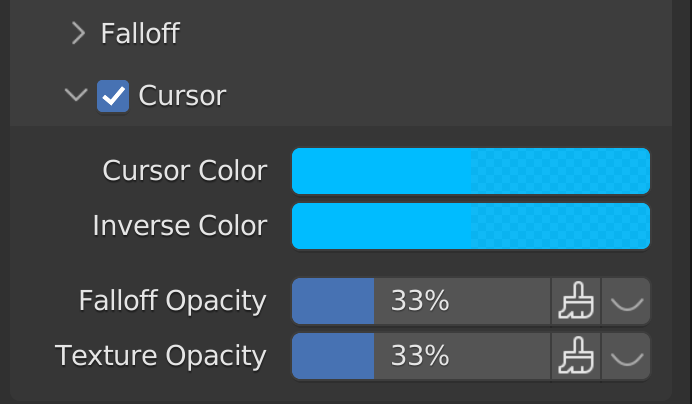 Falloff
Cursor
Cursor Color
Inverse Color
Falloff Opacity 33%
Texture Opacity 33%